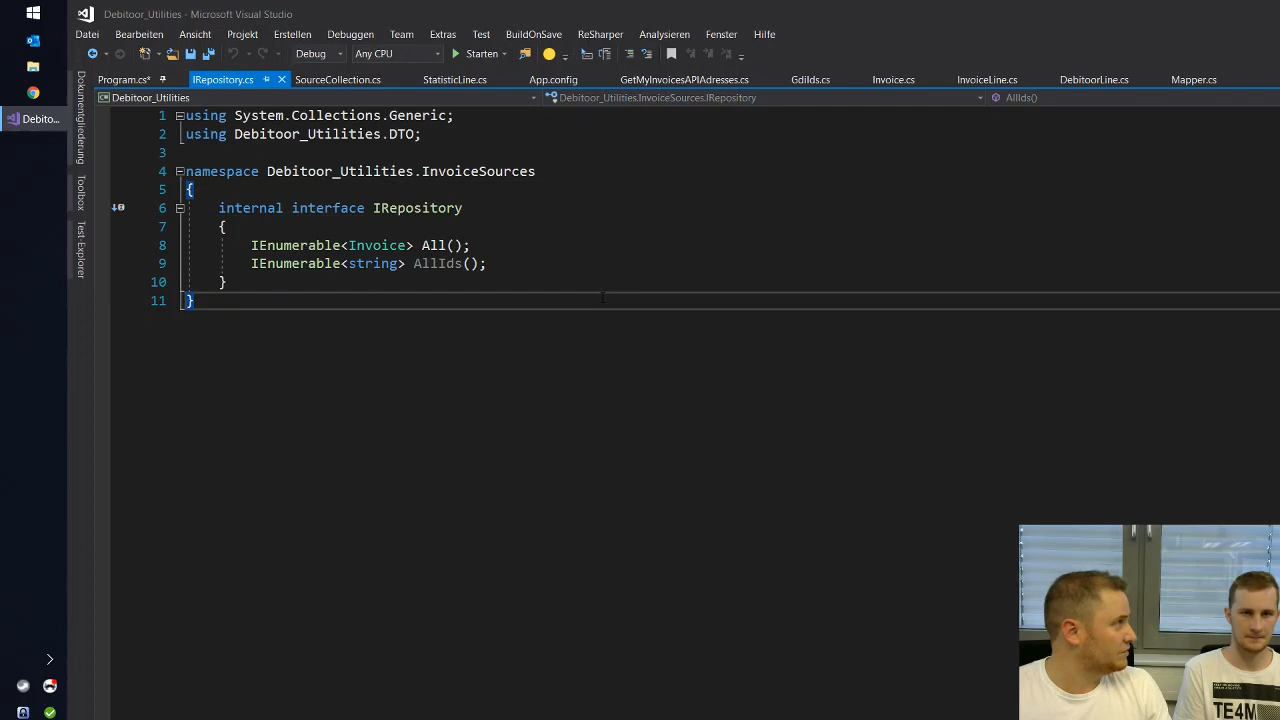 Debitoor_Utilities - Microsoft Visual Studio
Datei Bearbeiten Ansicht Projekt Erstellen Debuggen Team Extras Test BuildOnSave ReSharper Analysieren Fenster Hilfe
Debug Any CPU Starten
Program.cs* IRepository.cs SourceCollection.cs StatisticLine.cs App.config GetMyInvoicesAPIAdresses.cs GdiIds.cs Invoice.cs InvoiceLine.cs DebitoorLine.cs Mapper.cs
Debitoor_Utilities Debitoor_Utilities.InvoiceSources.IRepository AllIds()
Debito...
Dokumentgliederung
Toolbox
Test-Explorer
1 using System.Collections.Generic;
2 using Debitoor_Utilities.DTO;
3
4 namespace Debitoor_Utilities.InvoiceSources
5 {
6 internal interface IRepository
7 {
8 IEnumerable<Invoice> All();
9 IEnumerable<string> AllIds();
10 }
11 }
TE4M